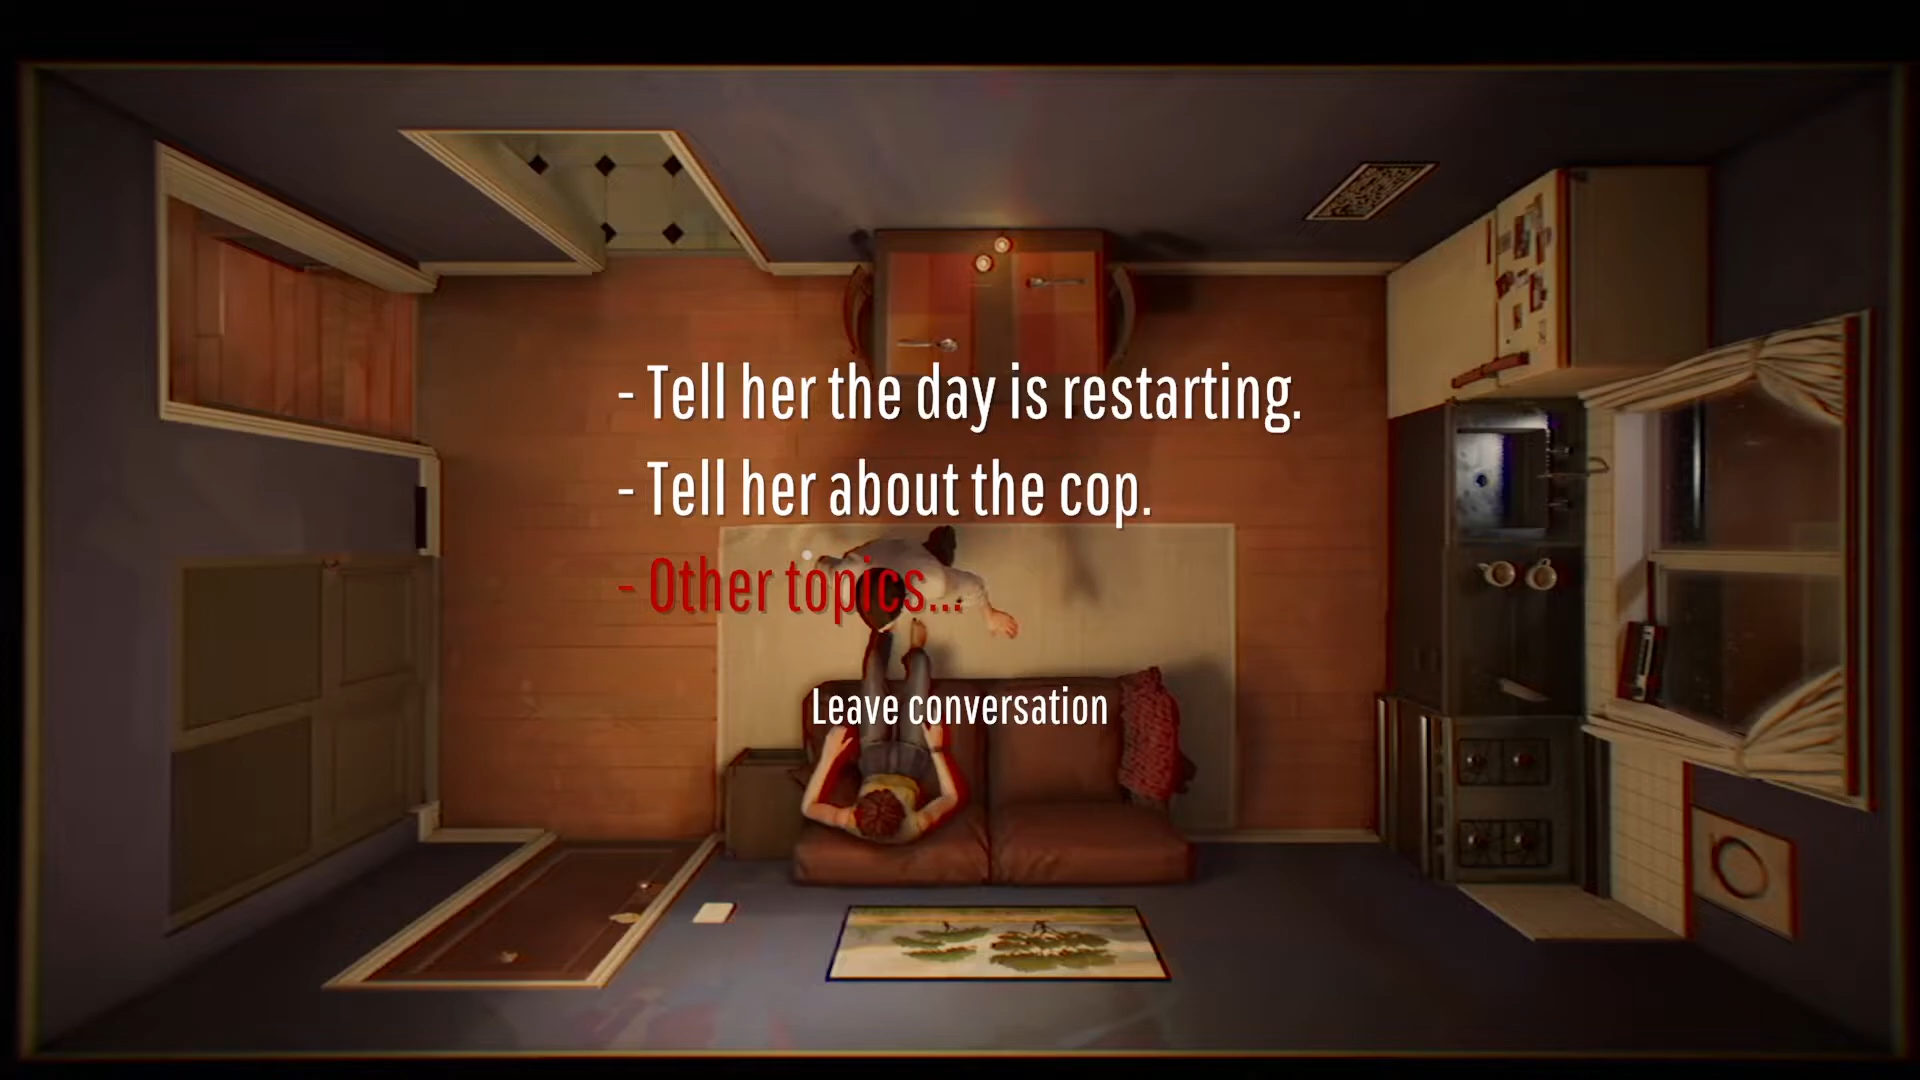 - Tell her the day is restarting.
- Tell her about the cop.
- Other topics...
Leave conversation